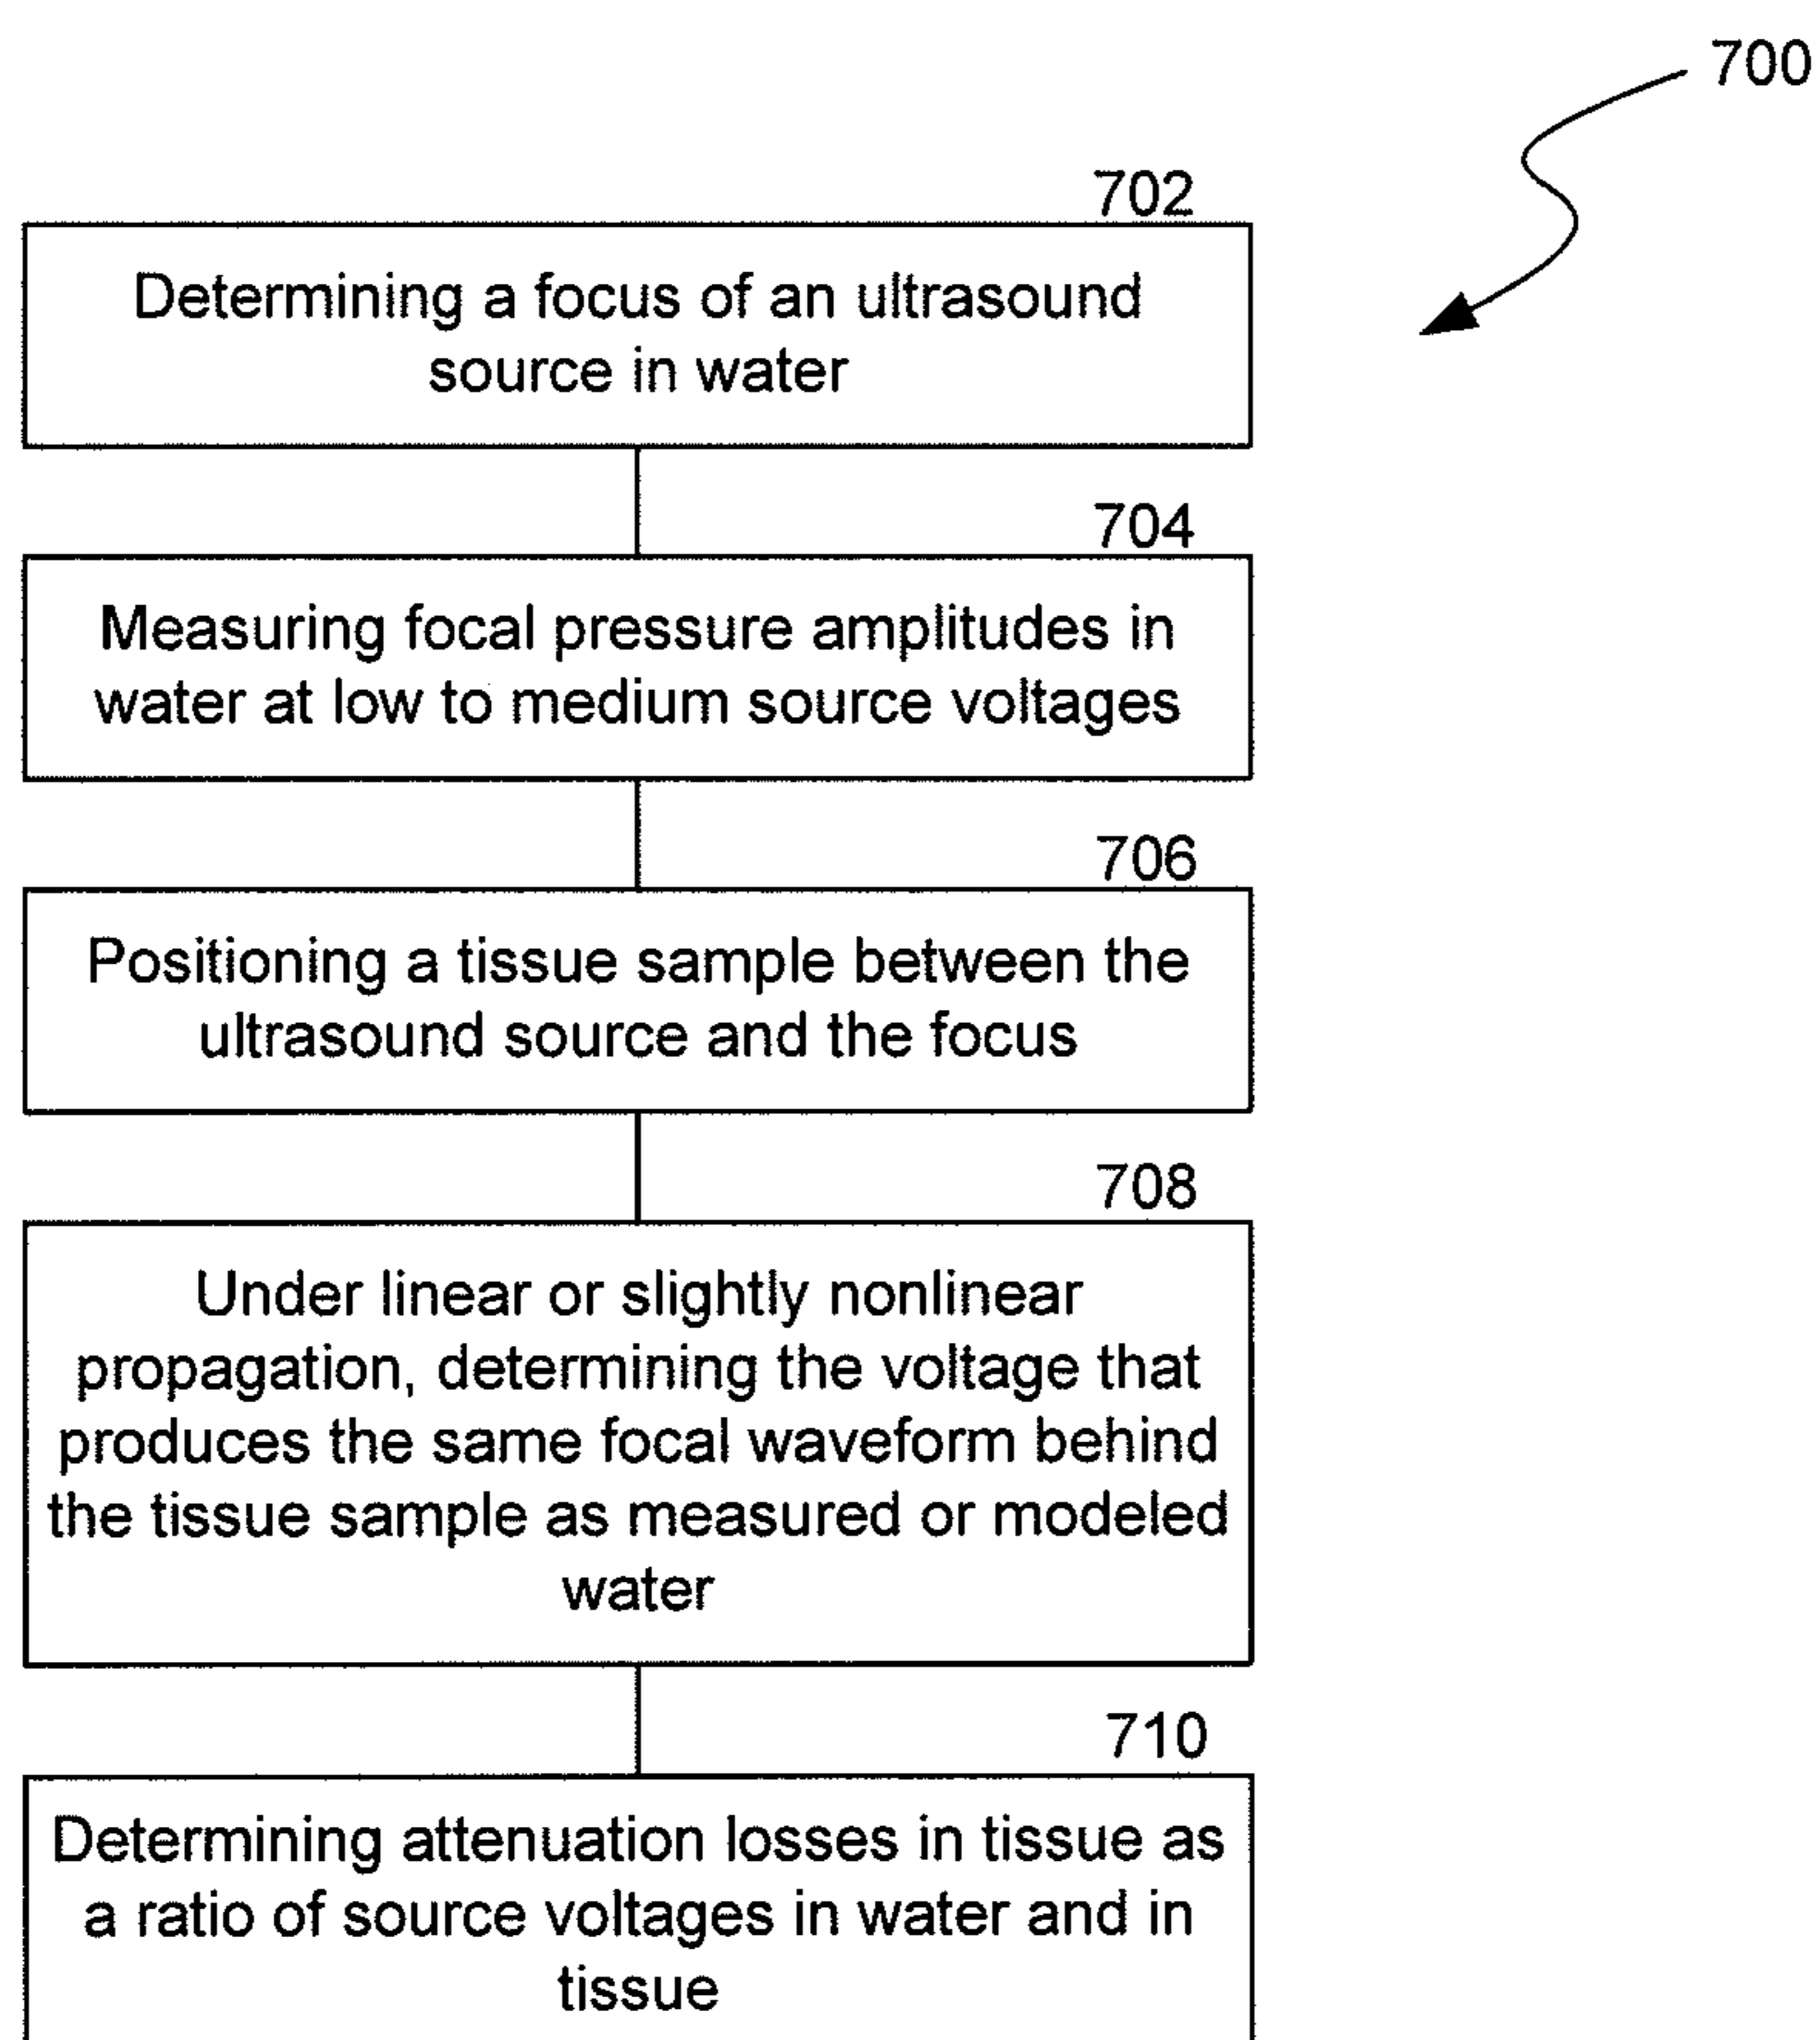 700
702
Determining a focus of an ultrasound
source in water
704
Measuring focal pressure amplitudes in
water at low to medium source voltages
706
Positioning a tissue sample between the
ultrasound source and the focus
708
Under linear or slightly nonlinear
propagation, determining the voltage that
produces the same focal waveform behind
the tissue sample as measured or modeled
water
710
Determining attenuation losses in tissue as
a ratio of source voltages in water and in
tissue